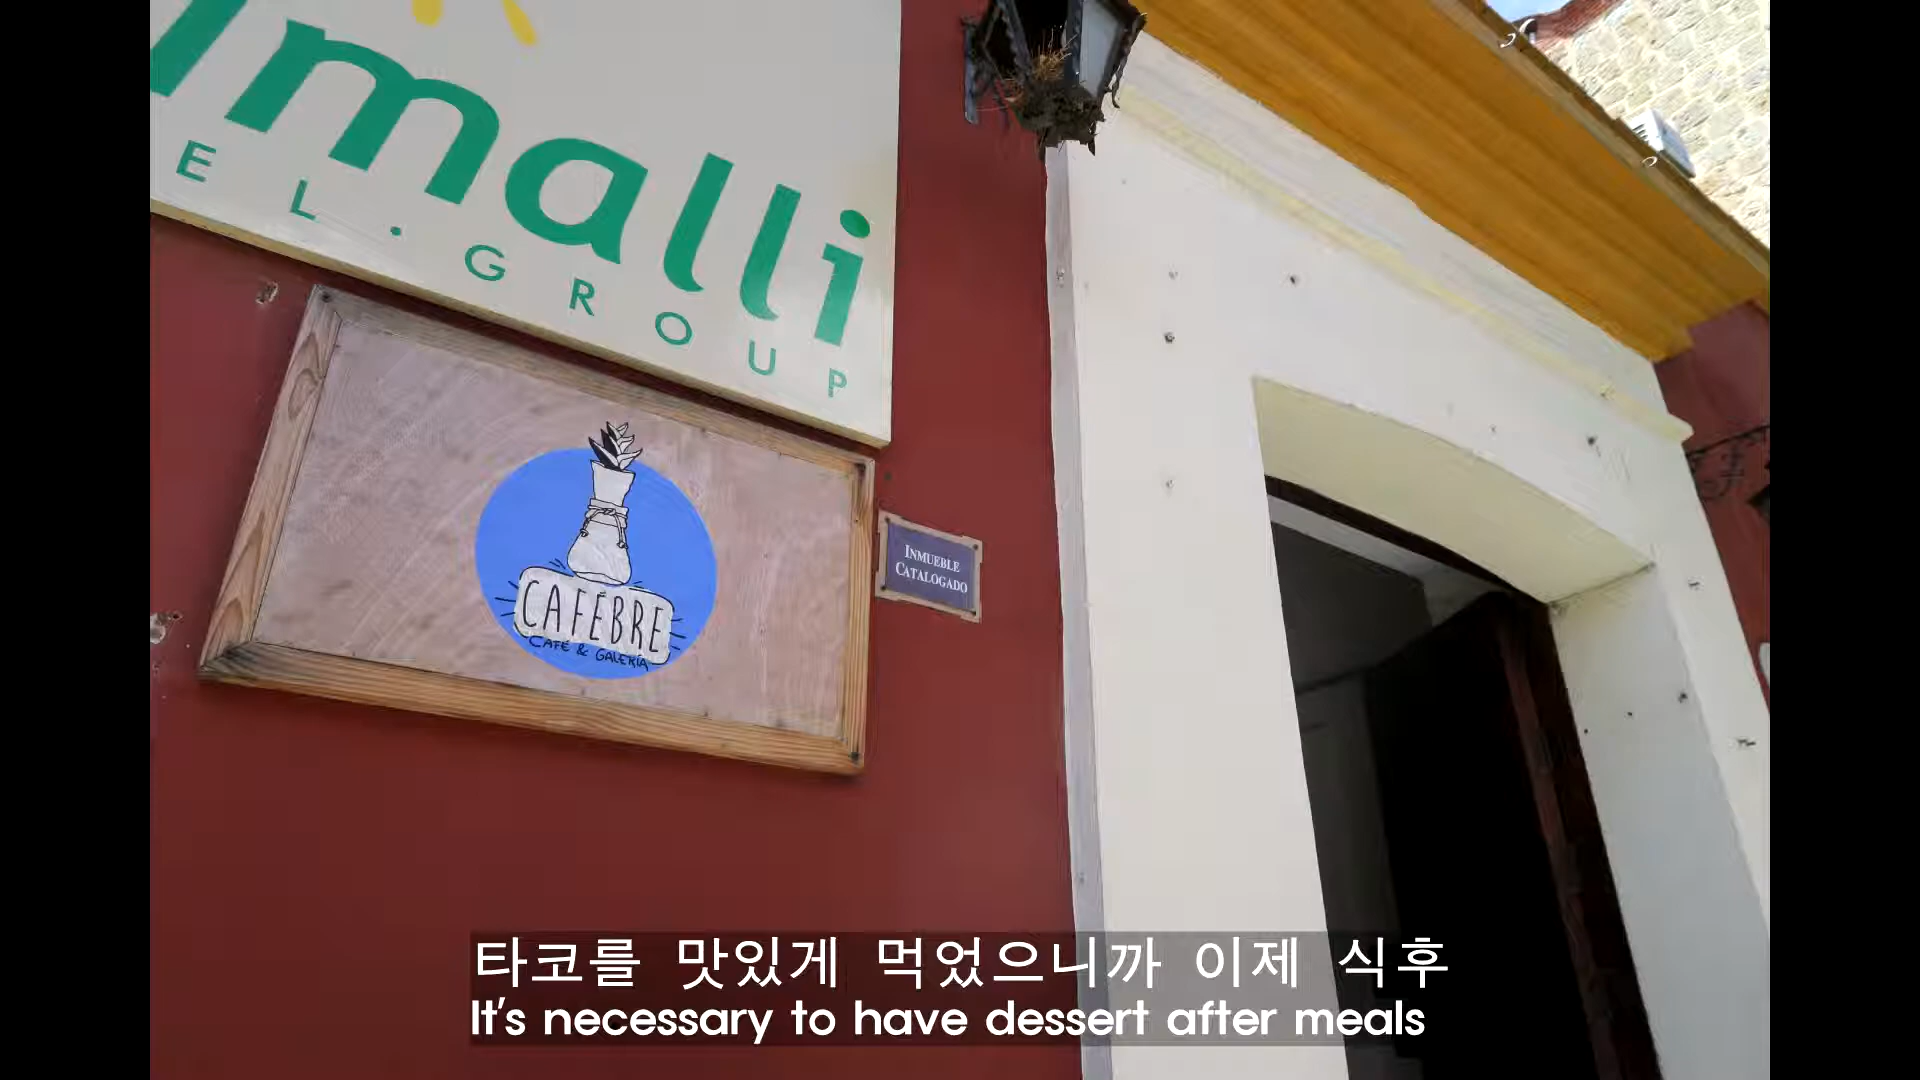 malli
EL . GROUP
CAFÉBRE
CAFÉ & GALERÍA
INMUEBLE
CATALOGADO
타코를 맛있게 먹었으니까 이제 식후
It's necessary to have dessert after meals